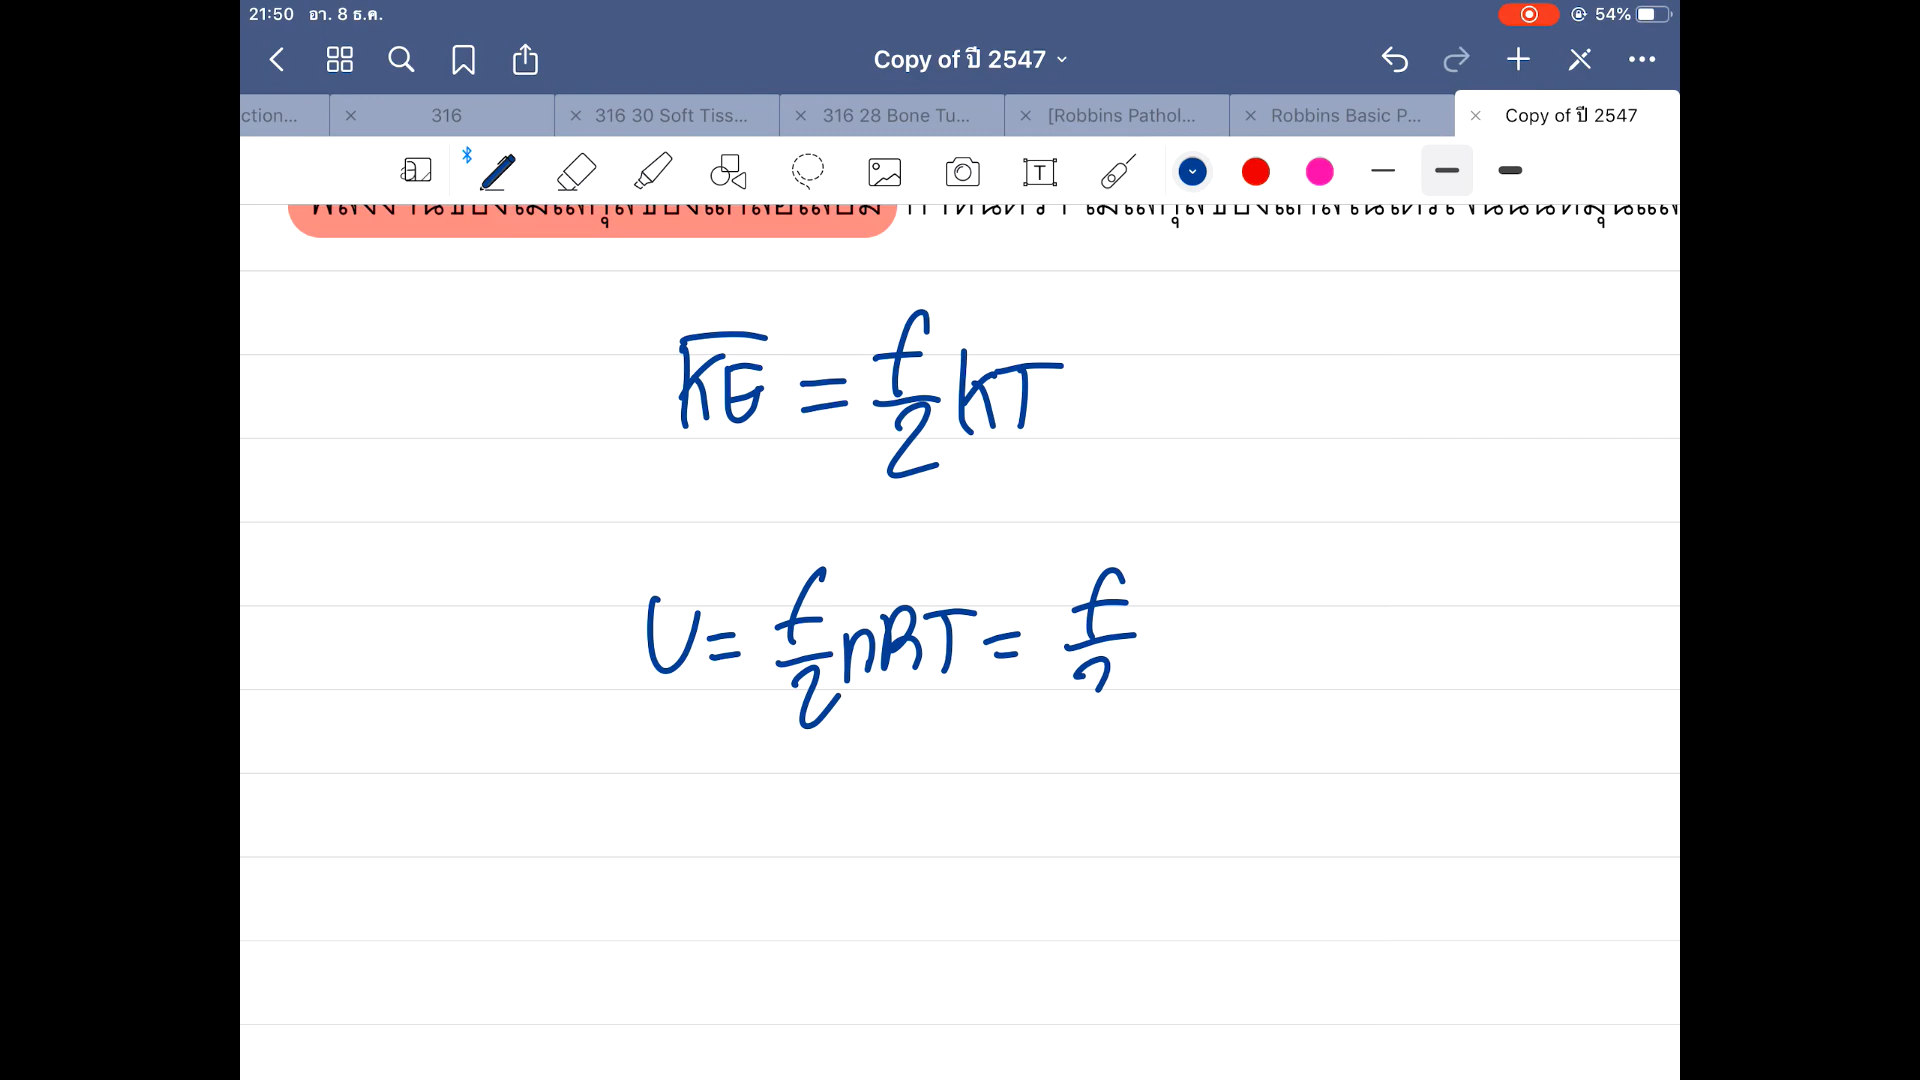 21:50 อา. 8 ธ.ค. 54%
Copy of ปี 2547
ction... 316 316 30 Soft Tiss... 316 28 Bone Tu... [Robbins Pathol... Robbins Basic P... Copy of ปี 2547
K̅E̅ = f/2 KT
U = f/2 nRT = f/2